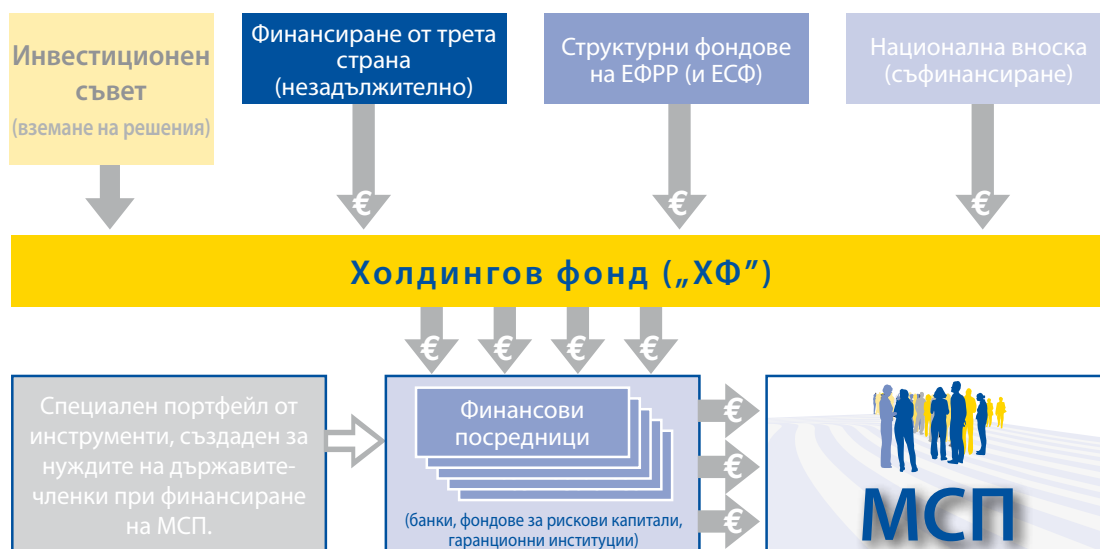 Инвестиционен
съвет
(вземане на решения)
Финансиране от трета
страна
(незадължително)
Структурни фондове
на ЕФРР (и ЕСФ)
Национална вноска
(съфинансиране)
€
€
€
Холдингов фонд („ХФ”)
€ € € €
Специален портфейл от
инструменти, създаден за
нуждите на държавите-
членки при финансиране
на МСП.
Финансови
посредници
(банки, фондове за рискови капитали,
гаранционни институции)
€
€
€
МСП